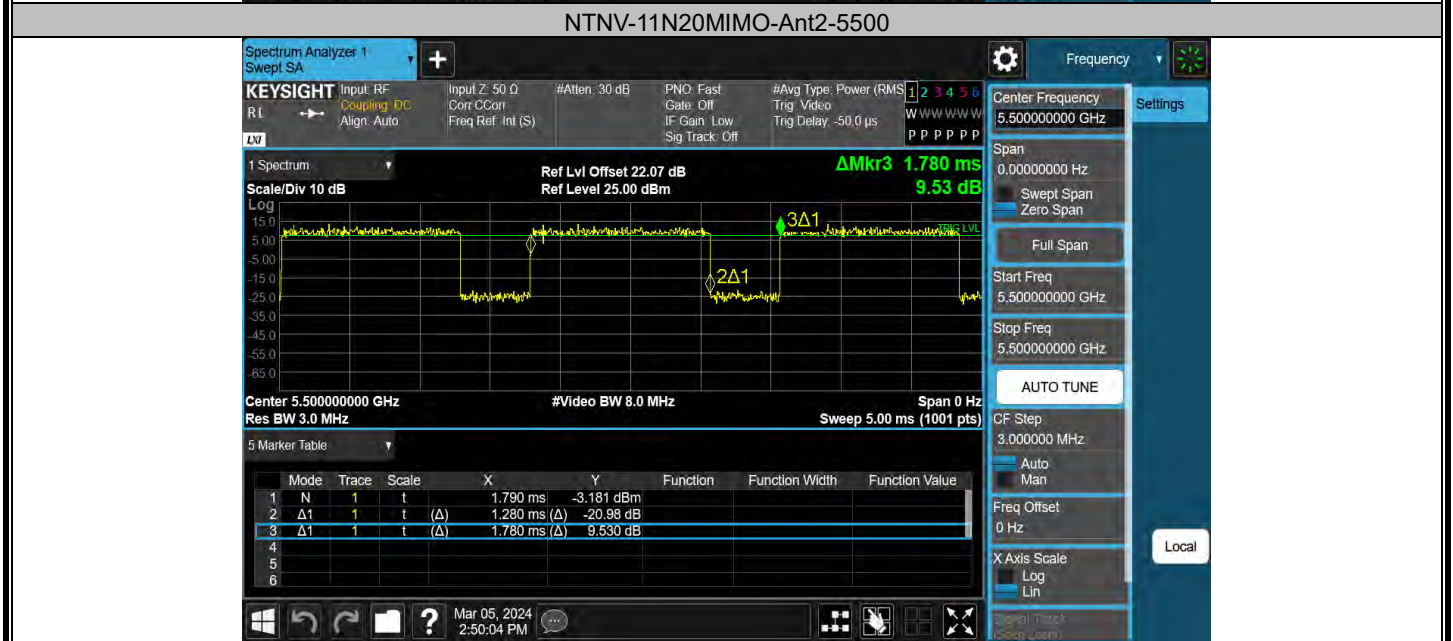 NTNV-11N20MIMO-Ant2-5500
Spectrum Analyzer 1
Swept SA
+
Frequency
KEYSIGHT
RL
LXI
Input: RF
Coupling: DC
Align: Auto
Input Z: 50 Ω
Corr CCorr
Freq Ref: Int (S)
#Atten: 30 dB
PNO: Fast
Gate: Off
IF Gain: Low
Sig Track: Off
#Avg Type: Power (RMS
Trig: Video
Trig Delay: -50.0 µs
1 2 3 4 5 6
W W W W W W
P P P P P P
Center Frequency
5.500000000 GHz
Settings
1 Spectrum
Scale/Div 10 dB
Ref Lvl Offset 22.07 dB
Ref Level 25.00 dBm
ΔMkr3 1.780 ms
9.53 dB
Span
0.00000000 Hz
Swept Span
Zero Span
Log
15.0
5.00
-5.00
-15.0
-25.0
-35.0
-45.0
-55.0
-65.0
3Δ1
TRIG LVL
2Δ1
Full Span
Start Freq
5.500000000 GHz
Stop Freq
5.500000000 GHz
AUTO TUNE
Center 5.500000000 GHz
#Video BW 8.0 MHz
Span 0 Hz
Res BW 3.0 MHz
Sweep 5.00 ms (1001 pts)
CF Step
3.000000 MHz
Auto
Man
5 Marker Table
Mode Trace Scale X Y Function Function Width Function Value
1 N 1 t 1.790 ms -3.181 dBm
2 Δ1 1 t (Δ) 1.280 ms (Δ) -20.98 dB
3 Δ1 1 t (Δ) 1.780 ms (Δ) 9.530 dB
4
5
6
Freq Offset
0 Hz
Local
X Axis Scale
Log
Lin
?
Mar 05, 2024
2:50:04 PM
Signal Track
(Span Zoom)